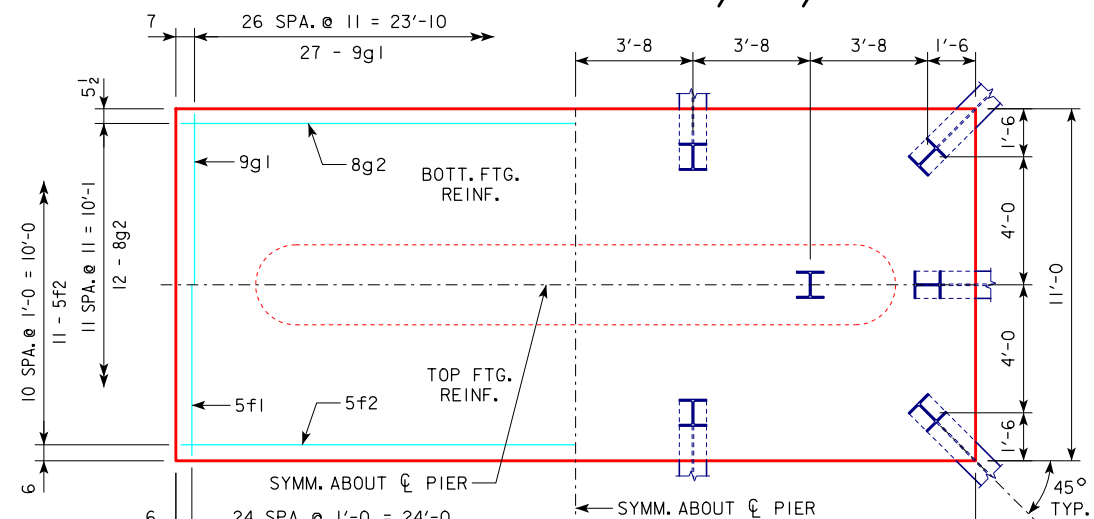 7
26 SPA. @ 11 = 23'-10
27 - 9g1
3'-8
3'-8
3'-8
1'-6
5 1/2
9g1
8g2
BOTT. FTG.
REINF.
1'-6
4'-0
11'-0
4'-0
1'-6
10 SPA. @ 1'-0 = 10'-0
11 - 5f2
11 SPA. @ 11 = 10'-1
12 - 8g2
TOP FTG.
REINF.
5f1
5f2
6
SYMM. ABOUT ℄ PIER
SYMM. ABOUT ℄ PIER
45°
TYP.
6
24 SPA. @ 1'-0 = 24'-0